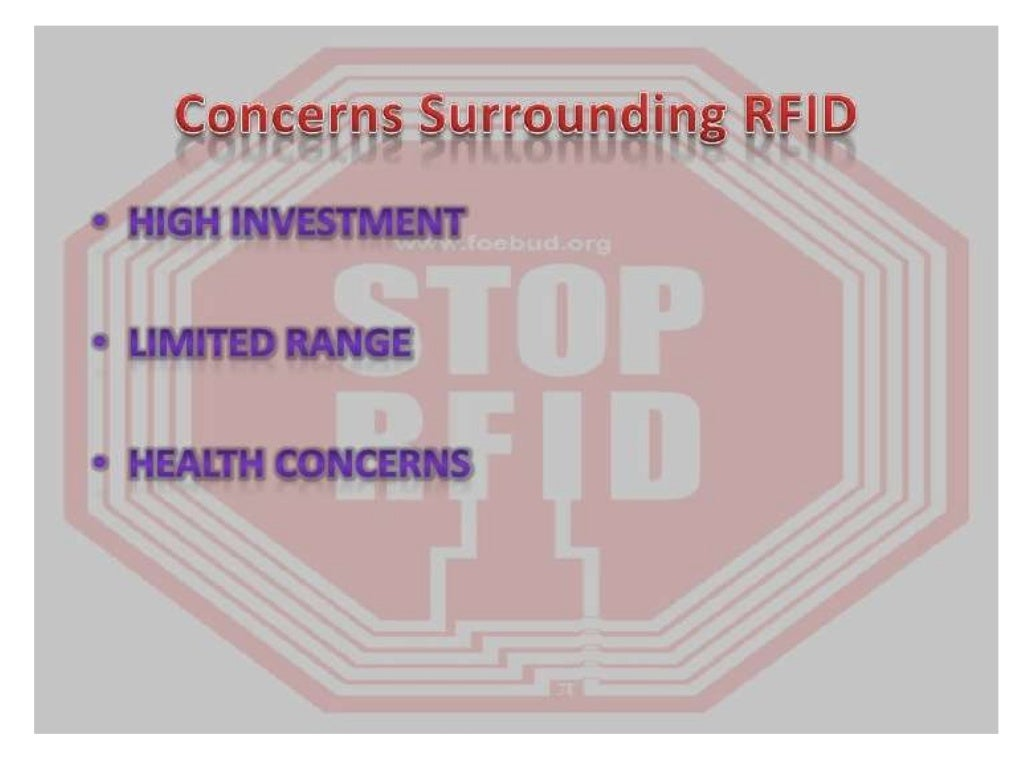 Concerns Surrounding RFID
• HIGH INVESTMENT
www.foebud.org
• LIMITED RANGE
STOP
RFID
• HEALTH CONCERNS